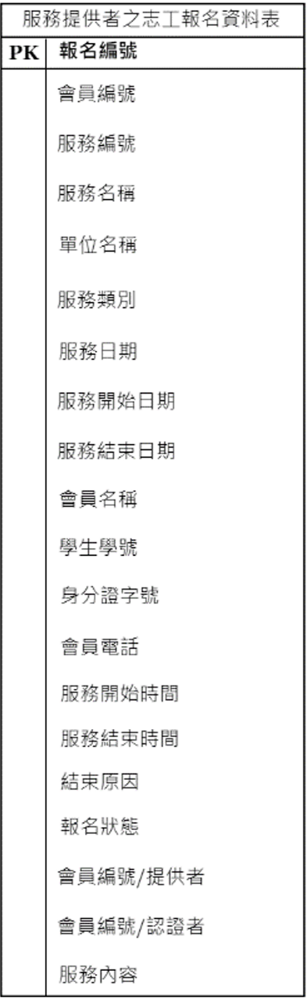 服務提供者之志工報名資料表
PK 報名編號
會員編號
服務編號
服務名稱
單位名稱
服務類別
服務日期
服務開始日期
服務結束日期
會員名稱
學生學號
身分證字號
會員電話
服務開始時間
服務結束時間
結束原因
報名狀態
會員編號/提供者
會員編號/認證者
服務內容